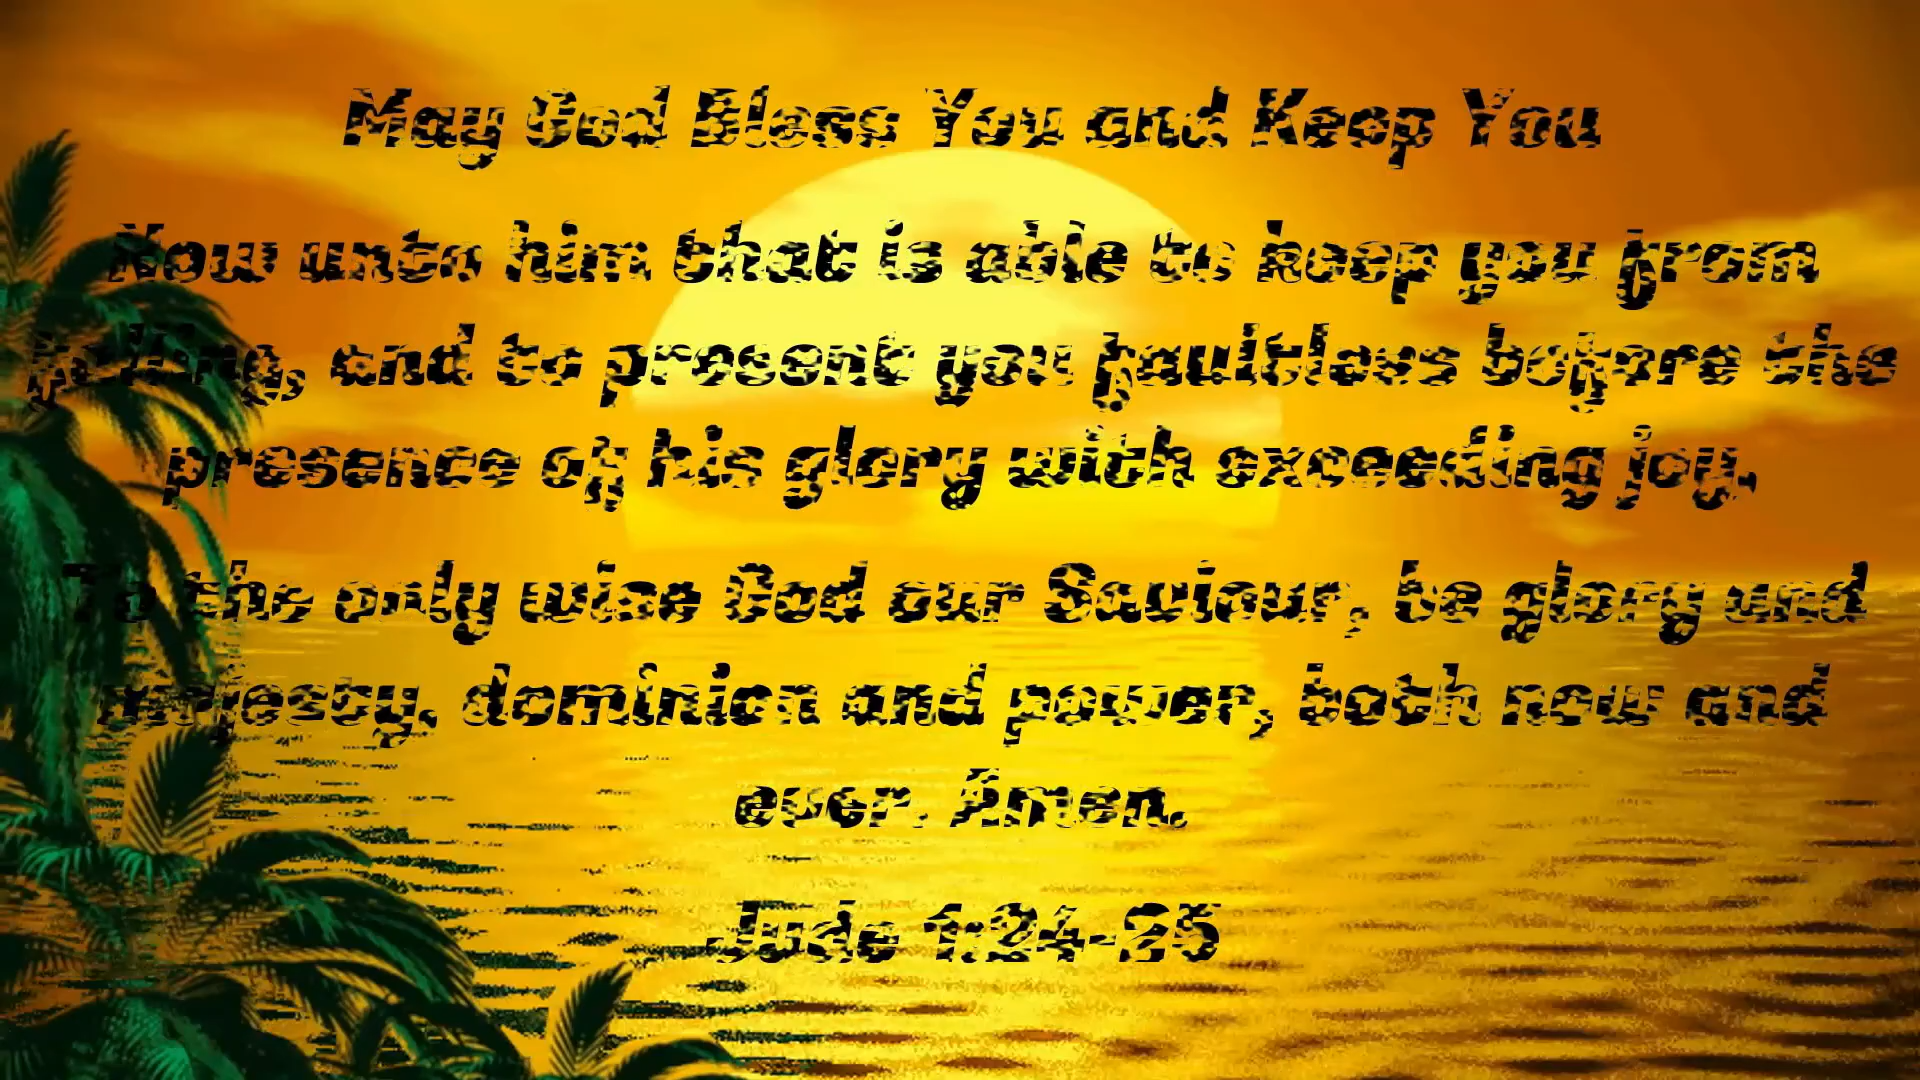 May God Bless You and Keep You
Now unto him that is able to keep you from
falling, and to present you faultless before the
presence of his glory with exceeding joy,
To the only wise God our Saviour, be glory and
majesty, dominion and power, both now and
ever. Amen.
Jude 1:24-25